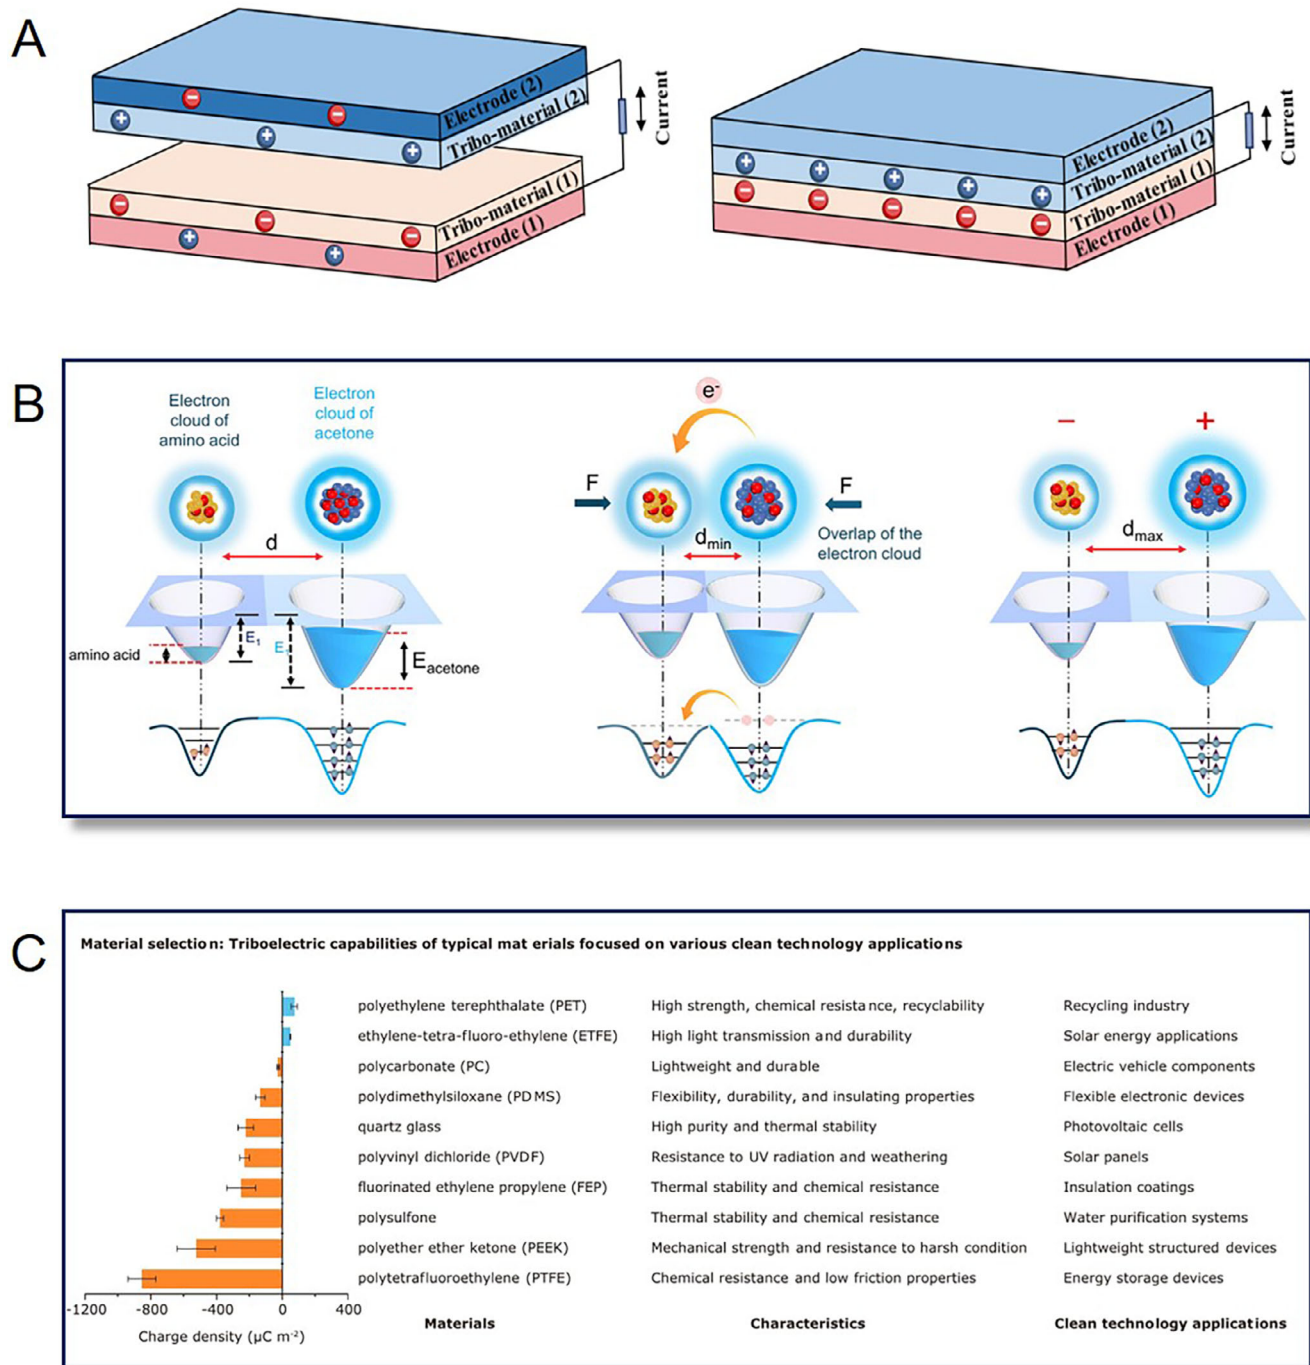 A
Electrode (2)
Tribo-material (2)
Tribo-material (1)
Electrode (1)
Current
Electrode (2)
Tribo-material (2)
Tribo-material (1)
Electrode (1)
Current
B
Electron
cloud of
amino acid
Electron
cloud of
acetone
d
amino acid
E1
E1
Eacetone
e-
F
F
dmin
Overlap of the
electron cloud
− +
dmax
C
Material selection: Triboelectric capabilities of typical mat erials focused on various clean technology applications
polyethylene terephthalate (PET) High strength, chemical resistance, recyclability Recycling industry
ethylene-tetra-fluoro-ethylene (ETFE) High light transmission and durability Solar energy applications
polycarbonate (PC) Lightweight and durable Electric vehicle components
polydimethylsiloxane (PDMS) Flexibility, durability, and insulating properties Flexible electronic devices
quartz glass High purity and thermal stability Photovoltaic cells
polyvinyl dichloride (PVDF) Resistance to UV radiation and weathering Solar panels
fluorinated ethylene propylene (FEP) Thermal stability and chemical resistance Insulation coatings
polysulfone Thermal stability and chemical resistance Water purification systems
polyether ether ketone (PEEK) Mechanical strength and resistance to harsh condition Lightweight structured devices
polytetrafluoroethylene (PTFE) Chemical resistance and low friction properties Energy storage devices
-1200 -800 -400 0 400
Charge density (µC m-2)
Materials Characteristics Clean technology applications